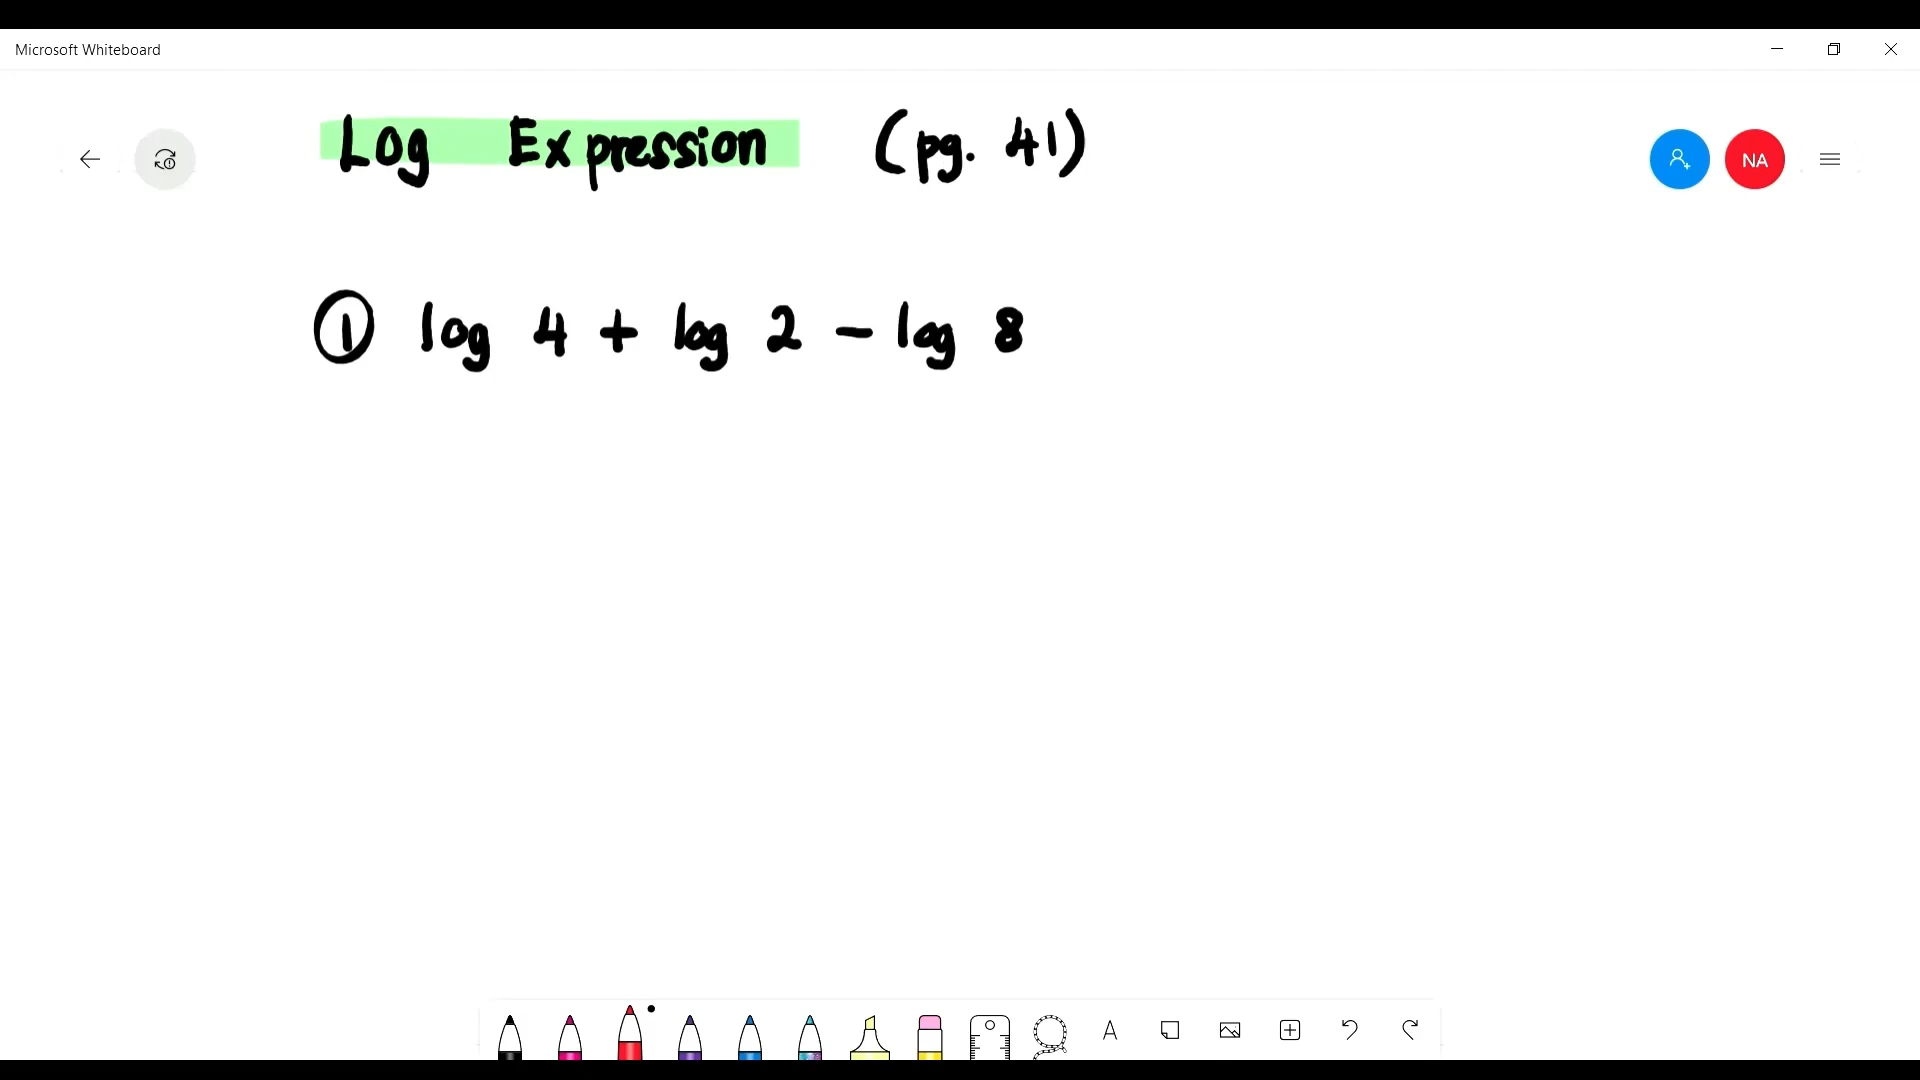 Microsoft Whiteboard
Log Expression (pg. 41)
NA
① log 4 + log 2 - log 8
A